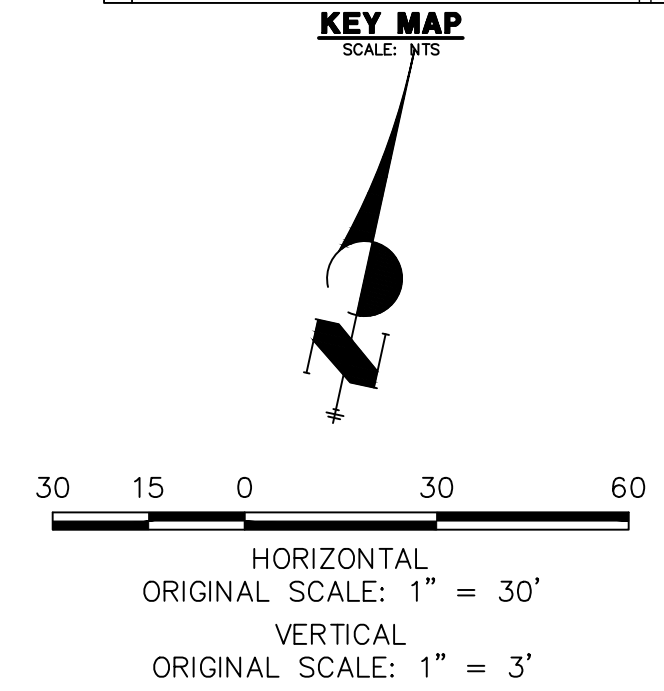 KEY MAP
SCALE: NTS
N
30 15 0 30 60
HORIZONTAL
ORIGINAL SCALE: 1" = 30'
VERTICAL
ORIGINAL SCALE: 1" = 3'